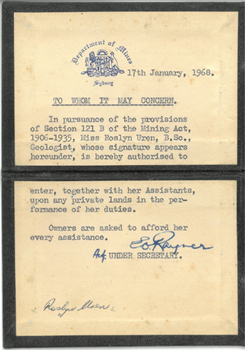 Department of Mines
Sydney
17th January, 1968.
TO WHOM IT MAY CONCERN.
In pursuance of the provisions
of Section 121 B of the Mining Act,
1906-1935, Miss Roslyn Uren, B.Sc.,
Geologist, whose signature appears
hereunder, is hereby authorised to
enter, together with her Assistants,
upon any private lands in the per-
formance of her duties.
Owners are asked to afford her
every assistance.
UNDER SECRETARY.
Roslyn Uren